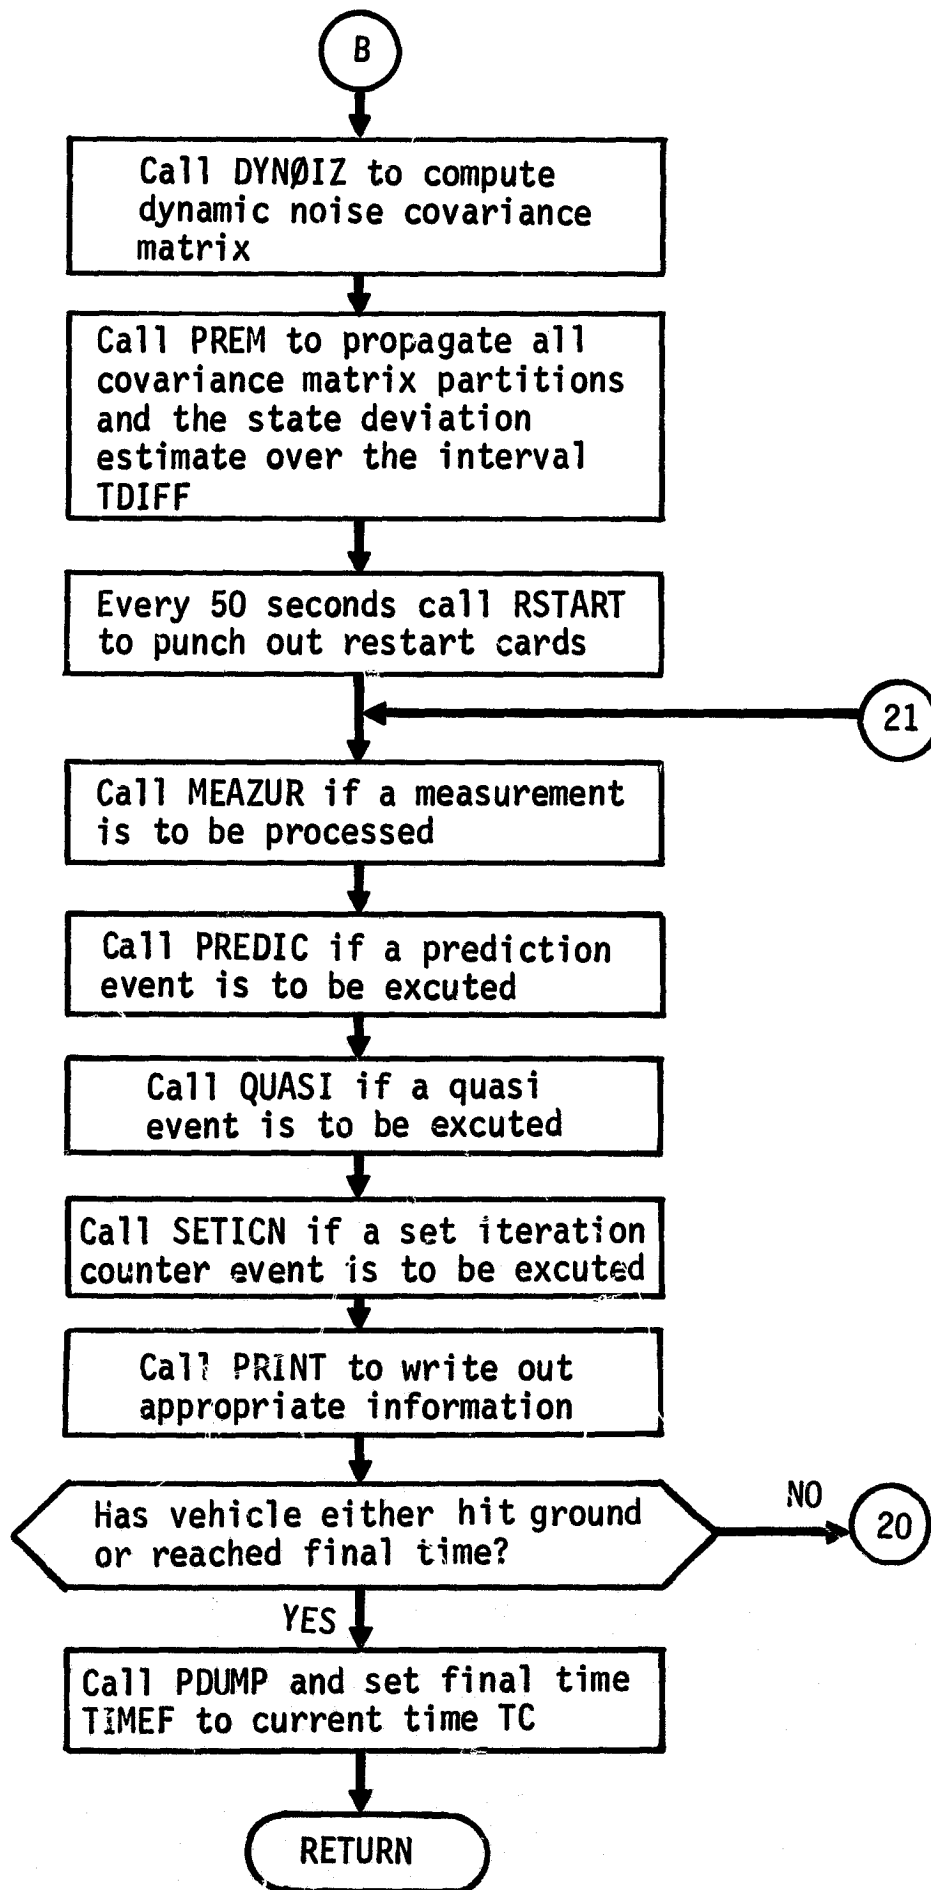 B
Call DYNØIZ to compute
dynamic noise covariance
matrix
Call PREM to propagate all
covariance matrix partitions
and the state deviation
estimate over the interval
TDIFF
Every 50 seconds call RSTART
to punch out restart cards
21
Call MEAZUR if a measurement
is to be processed
Call PREDIC if a prediction
event is to be excuted
Call QUASI if a quasi
event is to be excuted
Call SETICN if a set iteration
counter event is to be excuted
Call PRINT to write out
appropriate information
Has vehicle either hit ground
or reached final time?
NO
20
YES
Call PDUMP and set final time
TIMEF to current time TC
RETURN